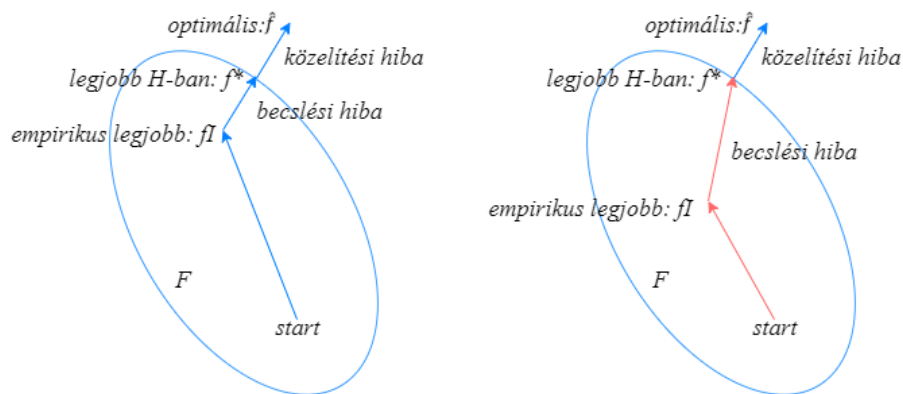 optimális:f̂
közelítési hiba
legjobb H-ban: f*
becslési hiba
empirikus legjobb: fI
F
start
optimális:f̂
közelítési hiba
legjobb H-ban: f*
becslési hiba
empirikus legjobb: fI
F
start